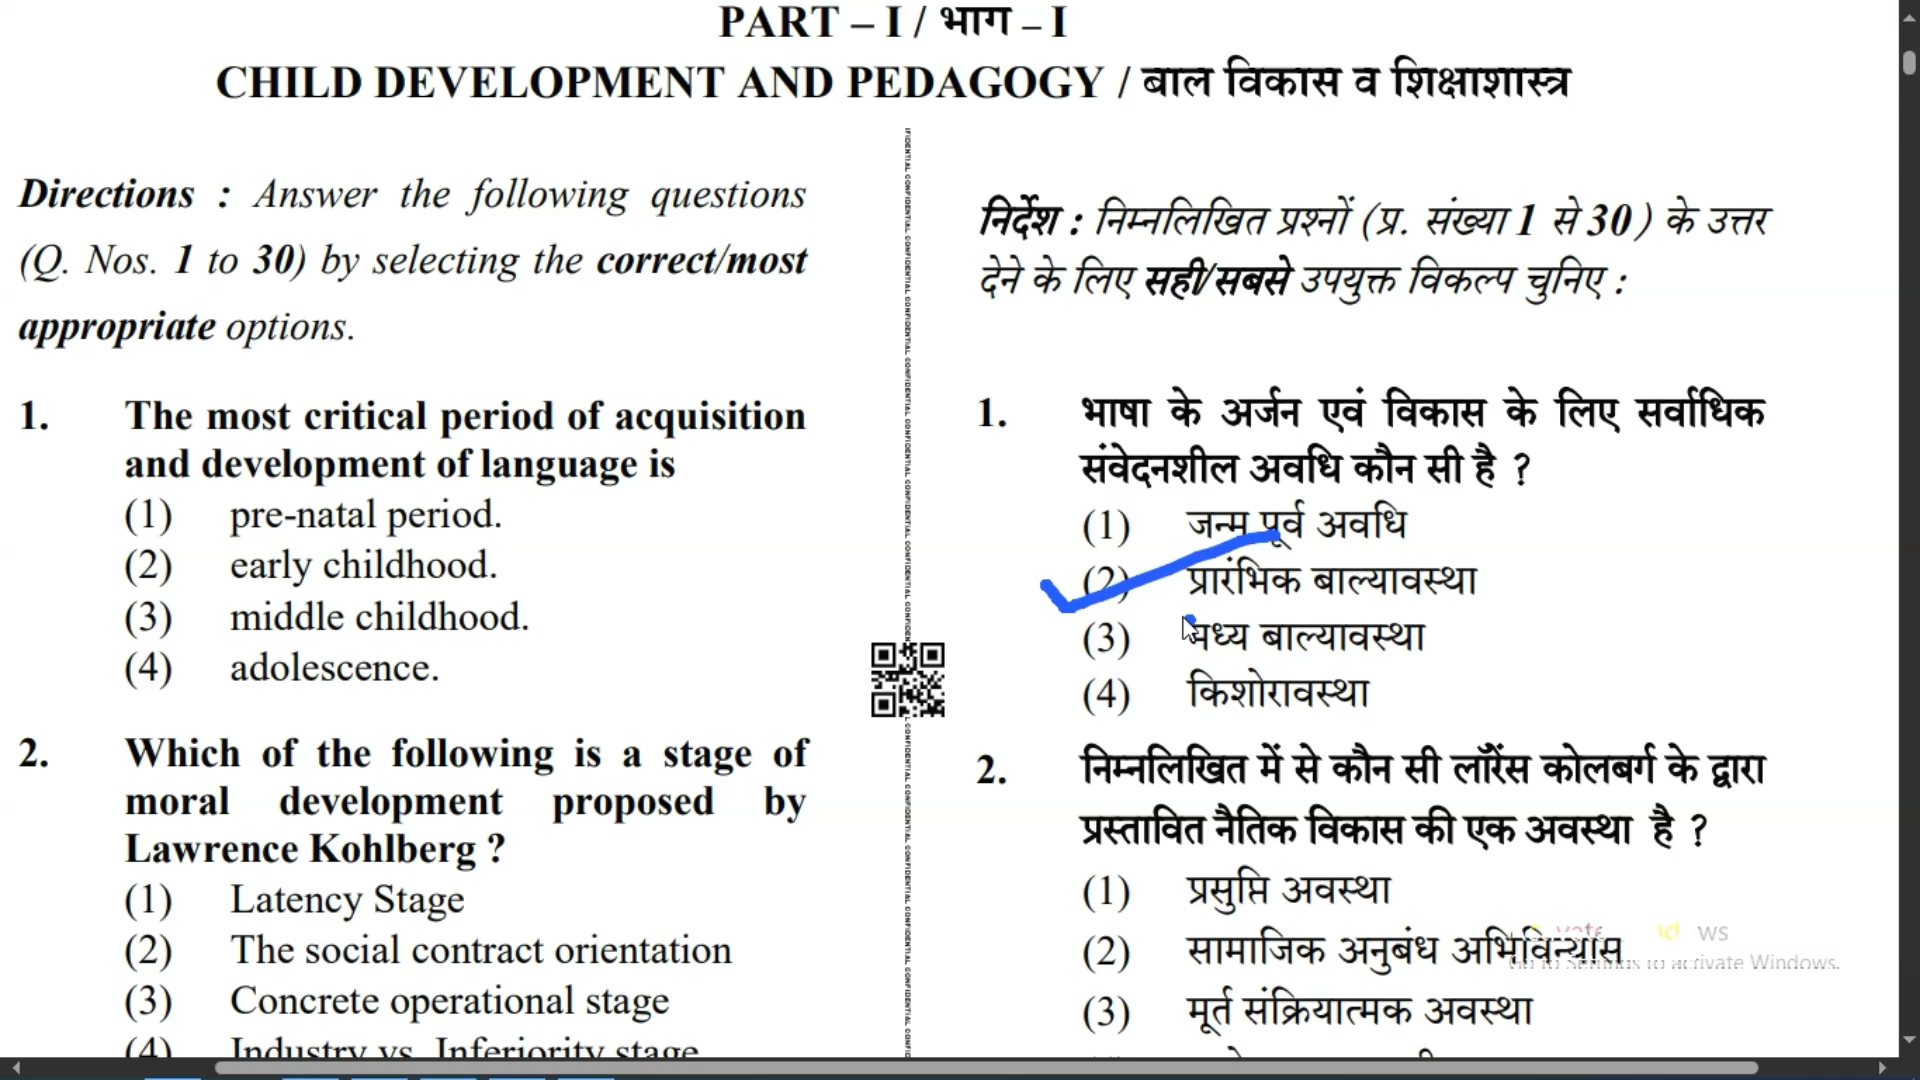 PART – I / भाग – I
CHILD DEVELOPMENT AND PEDAGOGY / बाल विकास व शिक्षाशास्त्र
Directions : Answer the following questions
(Q. Nos. 1 to 30) by selecting the correct/most
appropriate options.
1. The most critical period of acquisition
and development of language is
(1) pre-natal period.
(2) early childhood.
(3) middle childhood.
(4) adolescence.
2. Which of the following is a stage of
moral development proposed by
Lawrence Kohlberg ?
(1) Latency Stage
(2) The social contract orientation
(3) Concrete operational stage
(4) Industry vs. Inferiority stage
निर्देश : निम्नलिखित प्रश्नों (प्र. संख्या 1 से 30) के उत्तर
देने के लिए सही/सबसे उपयुक्त विकल्प चुनिए :
1. भाषा के अर्जन एवं विकास के लिए सर्वाधिक
संवेदनशील अवधि कौन सी है ?
(1) जन्म पूर्व अवधि
(2) प्रारंभिक बाल्यावस्था
(3) मध्य बाल्यावस्था
(4) किशोरावस्था
2. निम्नलिखित में से कौन सी लॉरेंस कोलबर्ग के द्वारा
प्रस्तावित नैतिक विकास की एक अवस्था है ?
(1) प्रसुप्ति अवस्था
(2) सामाजिक अनुबंध अभिविन्यास
(3) मूर्त संक्रियात्मक अवस्था
activate Windows.